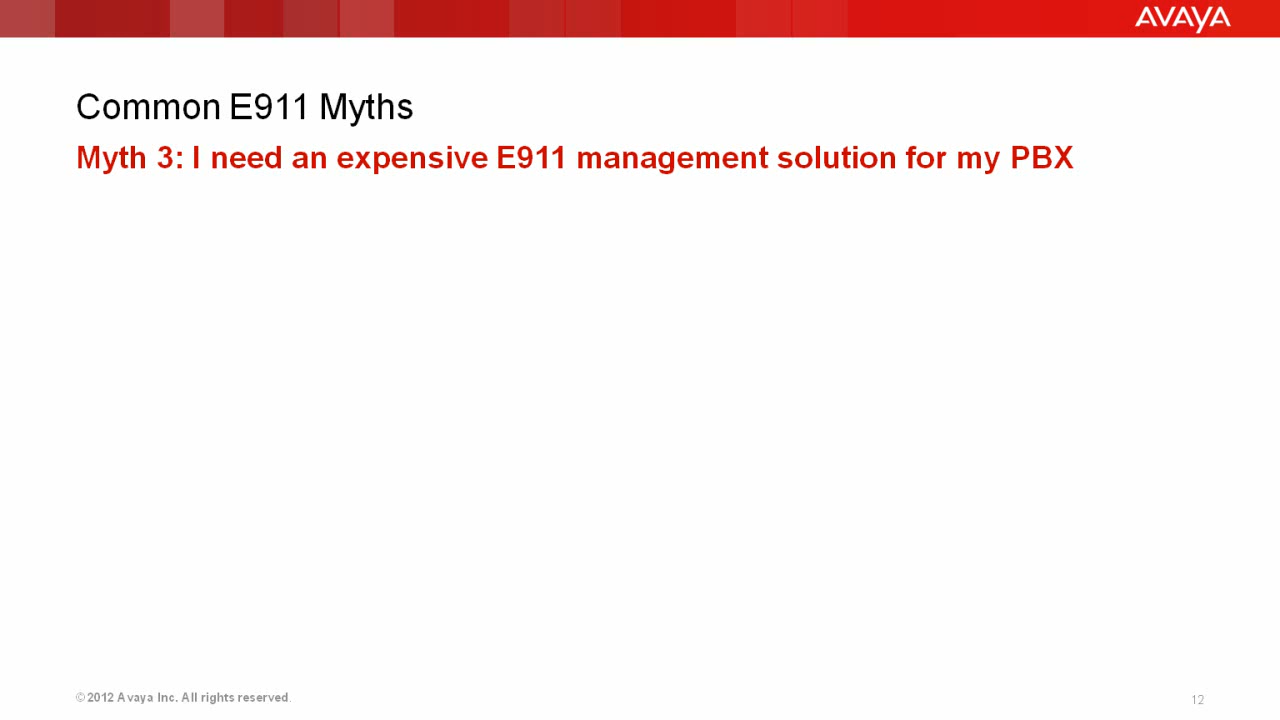 AVAYA
Common E911 Myths
Myth 3: I need an expensive E911 management solution for my PBX
© 2012 Avaya Inc. All rights reserved.
12